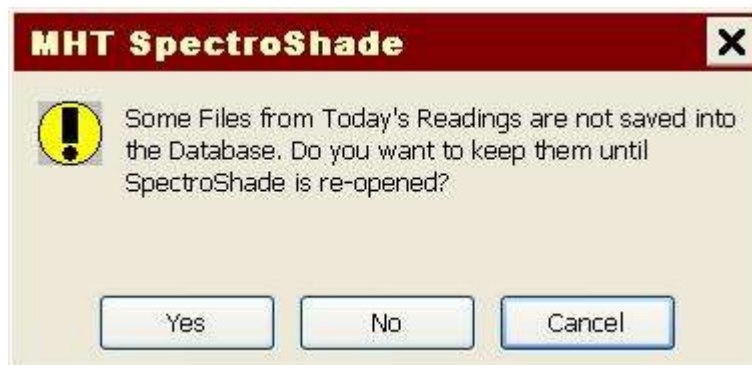 MHT SpectroShade
Some Files from Today's Readings are not saved into
the Database. Do you want to keep them until
SpectroShade is re-opened?
Yes
No
Cancel